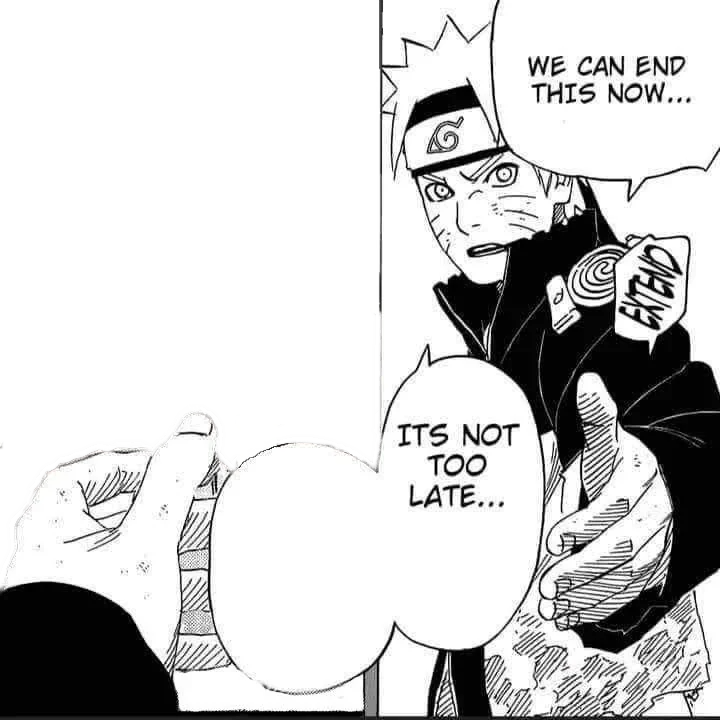 WE CAN END
THIS NOW...
EXTEND
ITS NOT
TOO
LATE...